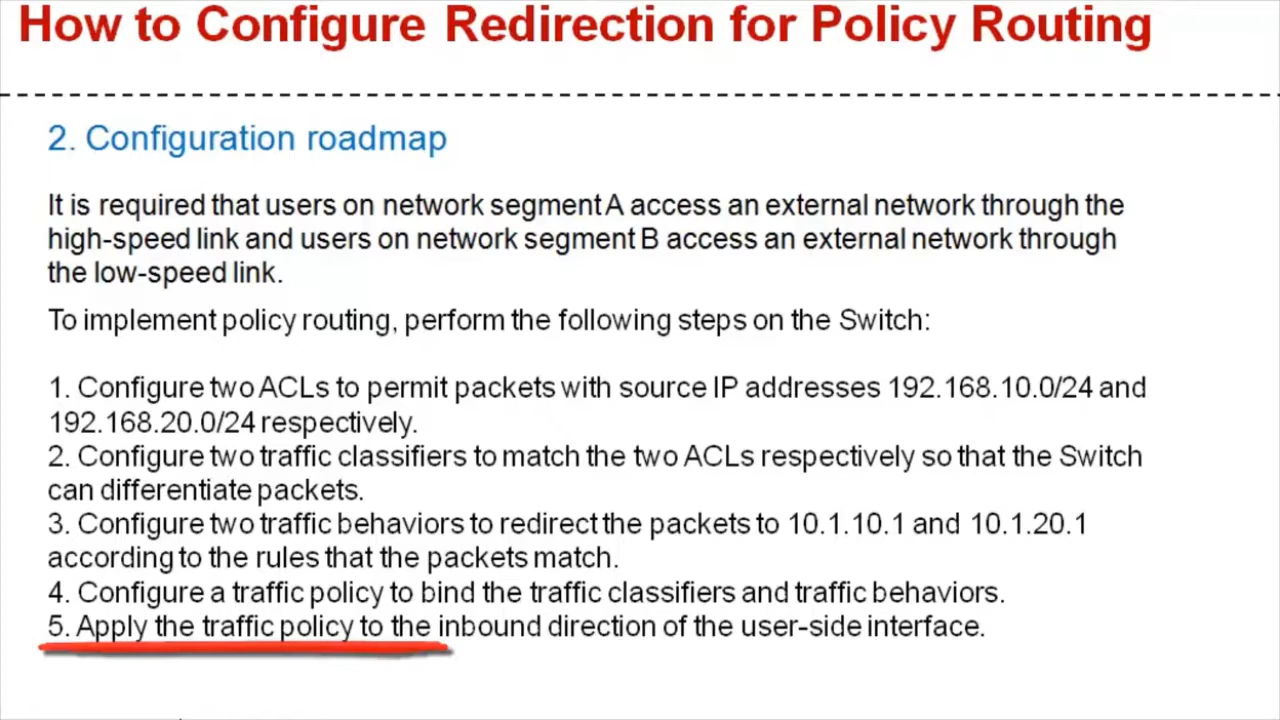 How to Configure Redirection for Policy Routing
2. Configuration roadmap
It is required that users on network segment A access an external network through the
high-speed link and users on network segment B access an external network through
the low-speed link.
To implement policy routing, perform the following steps on the Switch:
1. Configure two ACLs to permit packets with source IP addresses 192.168.10.0/24 and
192.168.20.0/24 respectively.
2. Configure two traffic classifiers to match the two ACLs respectively so that the Switch
can differentiate packets.
3. Configure two traffic behaviors to redirect the packets to 10.1.10.1 and 10.1.20.1
according to the rules that the packets match.
4. Configure a traffic policy to bind the traffic classifiers and traffic behaviors.
5. Apply the traffic policy to the inbound direction of the user-side interface.